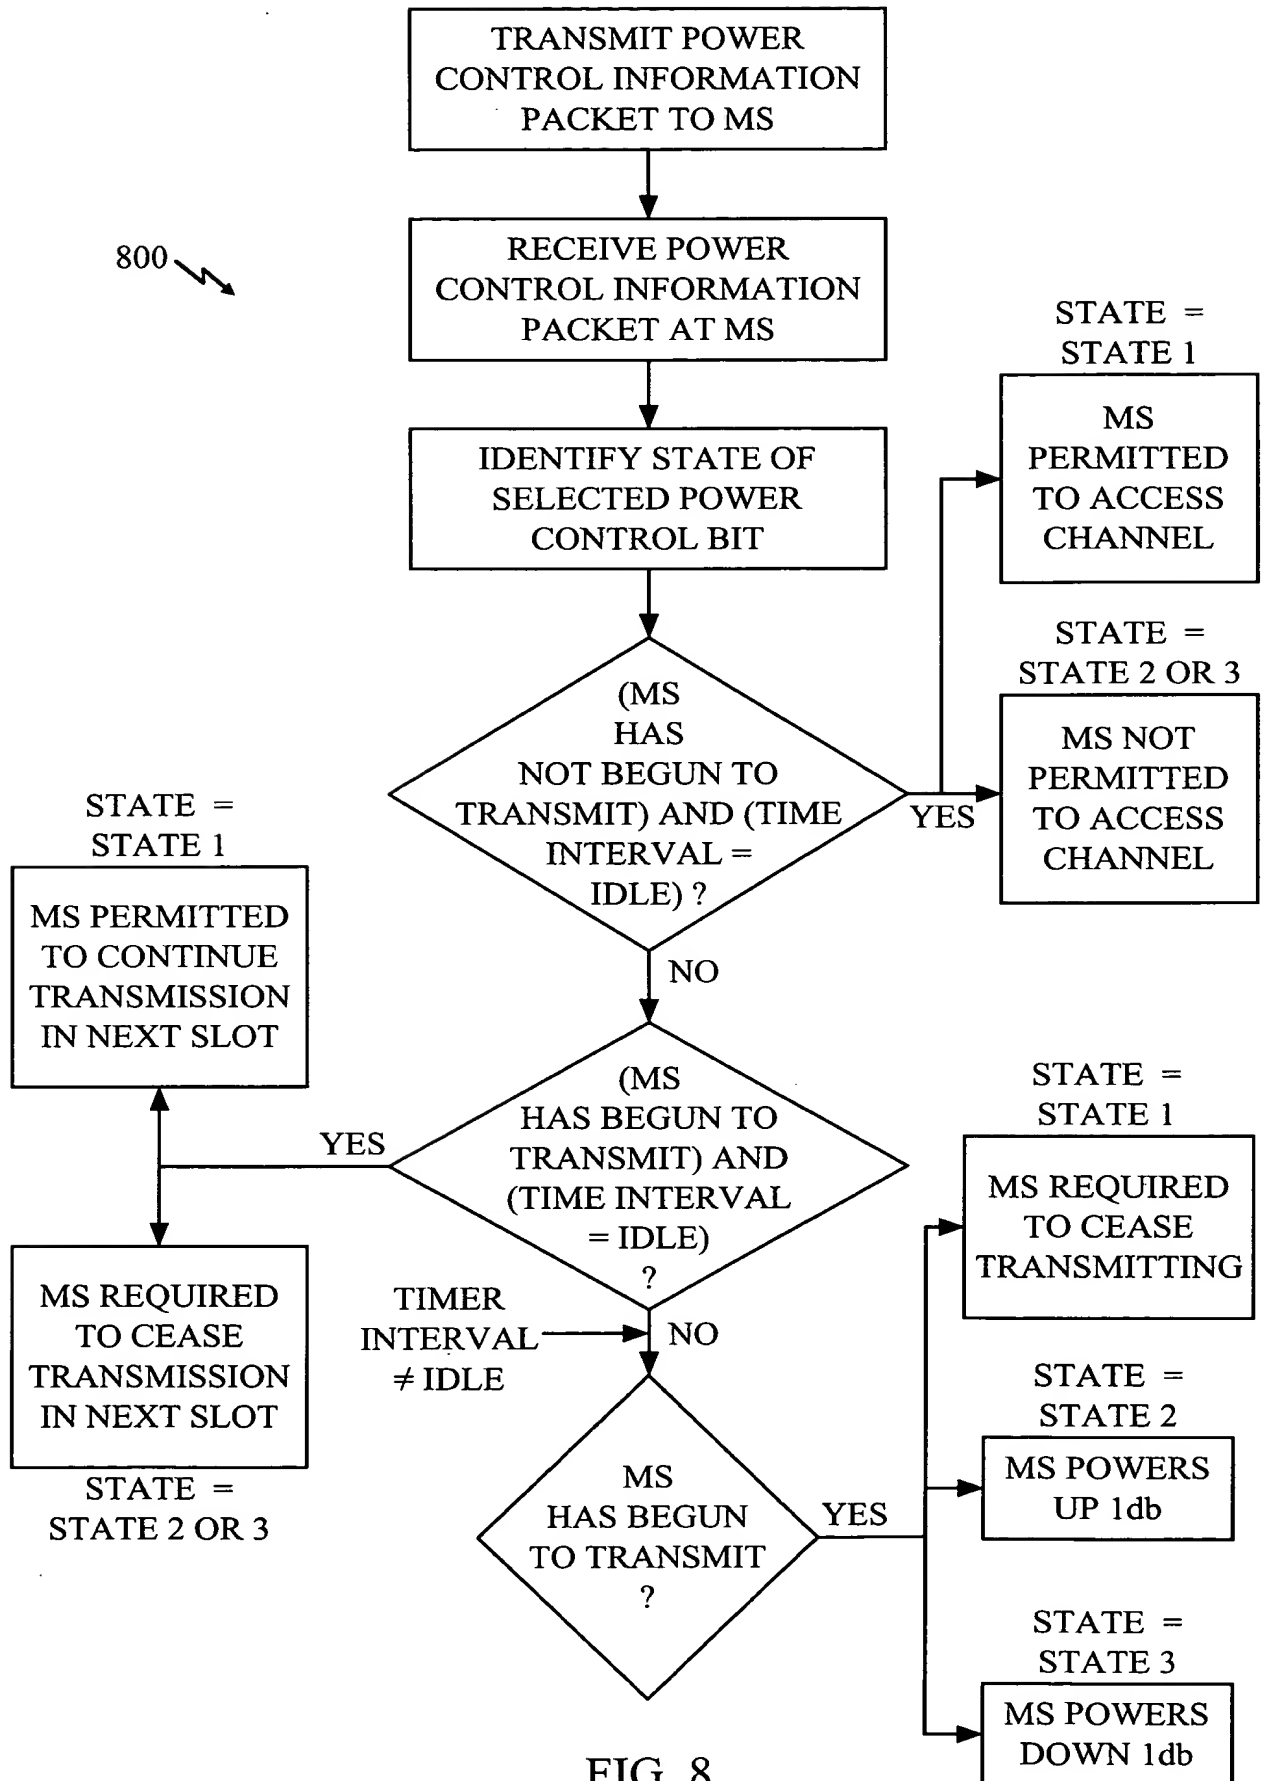 TRANSMIT POWER
CONTROL INFORMATION
PACKET TO MS
800
RECEIVE POWER
CONTROL INFORMATION
PACKET AT MS
IDENTIFY STATE OF
SELECTED POWER
CONTROL BIT
STATE =
STATE 1
MS
PERMITTED
TO ACCESS
CHANNEL
STATE =
STATE 2 OR 3
MS NOT
PERMITTED
TO ACCESS
CHANNEL
(MS
HAS
NOT BEGUN TO
TRANSMIT) AND (TIME
INTERVAL =
IDLE) ?
YES
NO
STATE =
STATE 1
MS PERMITTED
TO CONTINUE
TRANSMISSION
IN NEXT SLOT
(MS
HAS BEGUN TO
TRANSMIT) AND
(TIME INTERVAL
= IDLE)
?
YES
MS REQUIRED
TO CEASE
TRANSMISSION
IN NEXT SLOT
STATE =
STATE 2 OR 3
TIMER
INTERVAL
≠ IDLE
NO
MS
HAS BEGUN
TO TRANSMIT
?
YES
STATE =
STATE 1
MS REQUIRED
TO CEASE
TRANSMITTING
STATE =
STATE 2
MS POWERS
UP 1db
STATE =
STATE 3
MS POWERS
DOWN 1db
FIG. 8